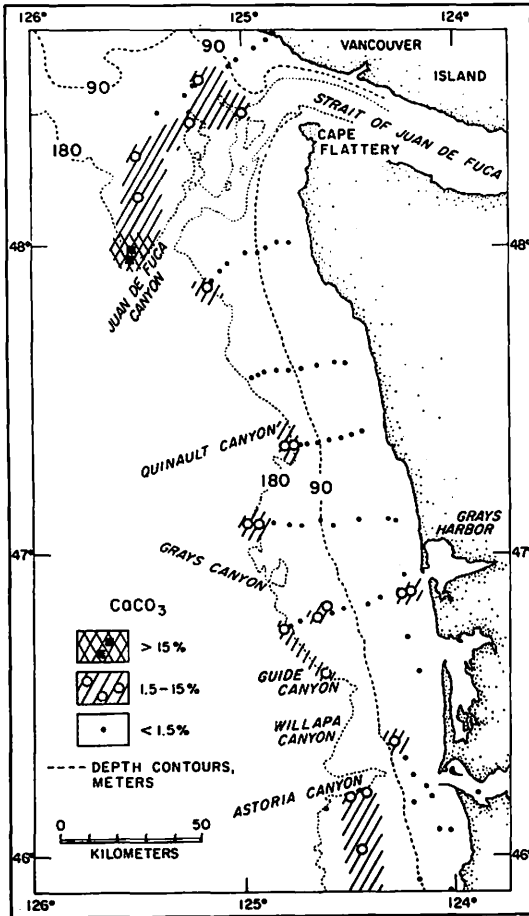 126° 125° 124°
90
VANCOUVER
ISLAND
90
STRAIT OF JUAN DE FUCA
180
CAPE
FLATTERY
48° 48°
JUAN DE FUCA
CANYON
QUINAULT CANYON
180 90
GRAYS
HARBOR
47° 47°
GRAYS CANYON
CaCO3
> 15%
1.5-15%
< 1.5%
GUIDE
CANYON
WILLAPA
CANYON
---- DEPTH CONTOURS,
METERS
ASTORIA CANYON
0 50
KILOMETERS
46° 46°
126° 125° 124°